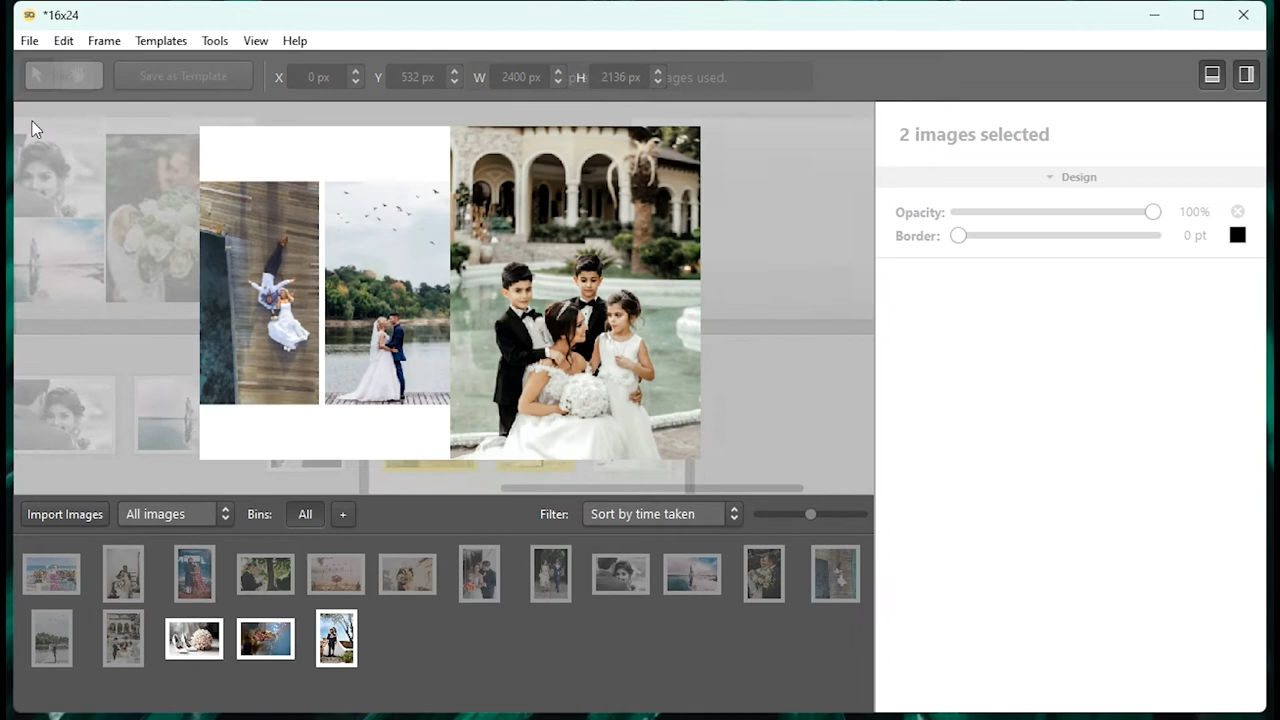 *16x24
File Edit Frame Templates Tools View Help
Save as Template X 0 px Y 532 px W 2400 px H 2136 px ages used.
2 images selected
Design
Opacity: 100%
Border: 0 pt
Import Images All images Bins: All + Filter: Sort by time taken